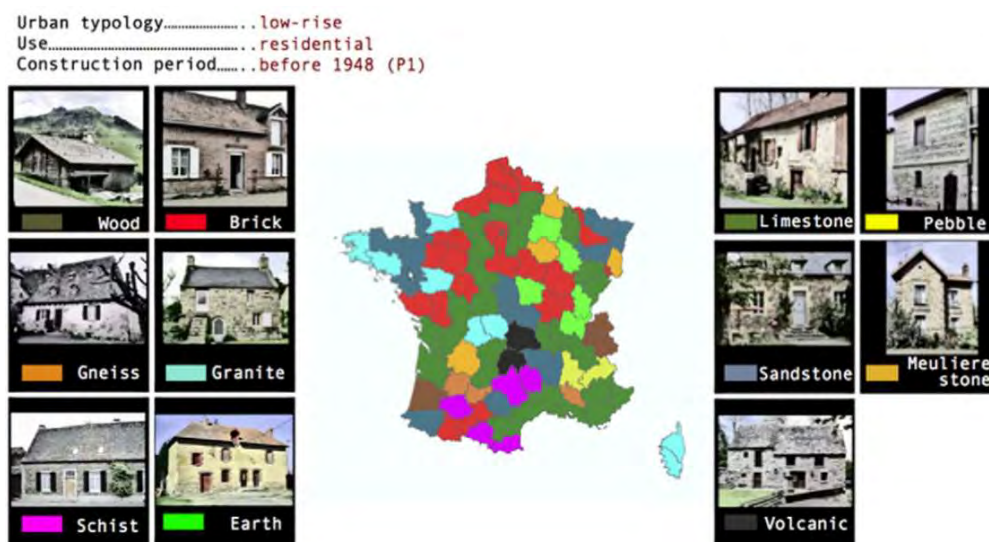 Urban typology......................low-rise
Use.............................................residential
Construction period........before 1948 (P1)
Wood
Brick
Limestone
Pebble
Gneiss
Granite
Sandstone
Meuliere
stone
Schist
Earth
Volcanic